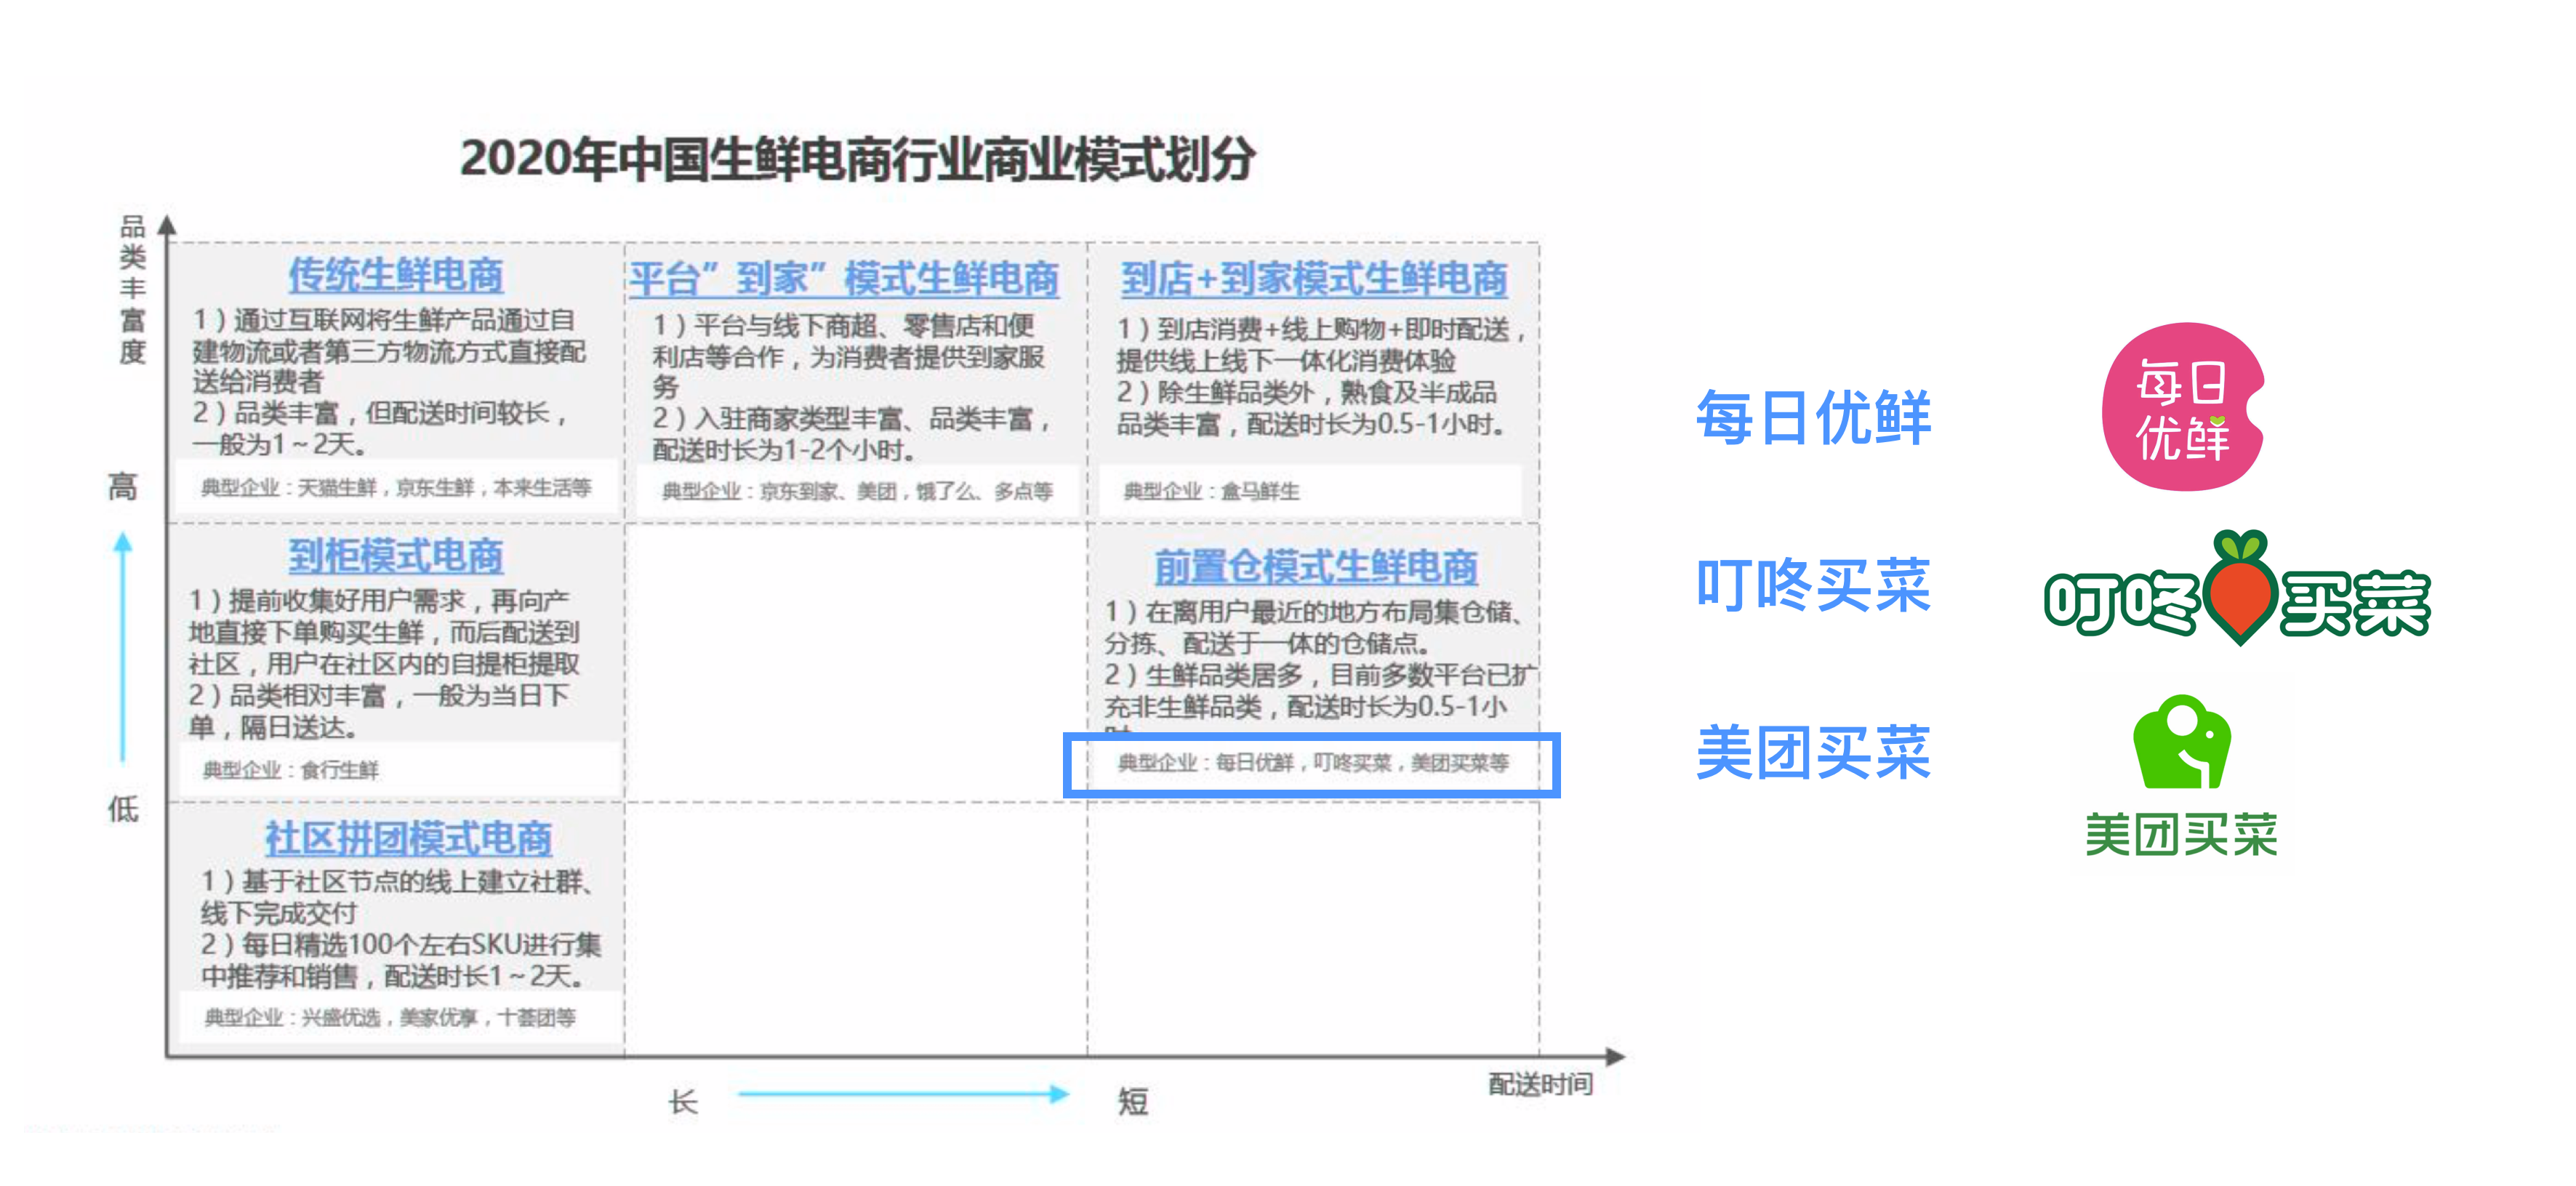 2020年中国生鲜电商行业商业模式划分
品类丰富度
高
低
传统生鲜电商
1）通过互联网将生鲜产品通过自
建物流或者第三方物流方式直接配
送给消费者
2）品类丰富，但配送时间较长，
一般为1～2天。
典型企业：天猫生鲜，京东生鲜，本来生活等
平台”到家”模式生鲜电商
1）平台与线下商超、零售店和便
利店等合作，为消费者提供到家服
务
2）入驻商家类型丰富、品类丰富，
配送时长为1-2个小时。
典型企业：京东到家、美团，饿了么、多点等
到店+到家模式生鲜电商
1）到店消费+线上购物+即时配送，
提供线上线下一体化消费体验
2）除生鲜品类外，熟食及半成品
品类丰富，配送时长为0.5-1小时。
典型企业：盒马鲜生
到柜模式电商
1）提前收集好用户需求，再向产
地直接下单购买生鲜，而后配送到
社区，用户在社区内的自提柜提取
2）品类相对丰富，一般为当日下
单，隔日送达。
典型企业：食行生鲜
前置仓模式生鲜电商
1）在离用户最近的地方布局集仓储、
分拣、配送于一体的仓储点。
2）生鲜品类居多，目前多数平台已扩
充非生鲜品类，配送时长为0.5-1小
典型企业：每日优鲜，叮咚买菜，美团买菜等
社区拼团模式电商
1）基于社区节点的线上建立社群、
线下完成交付
2）每日精选100个左右SKU进行集
中推荐和销售，配送时长1～2天。
典型企业：兴盛优选，美家优享，十荟团等
长
短
配送时间
每日优鲜
每日
优鲜
叮咚买菜
叮咚买菜
美团买菜
美团买菜